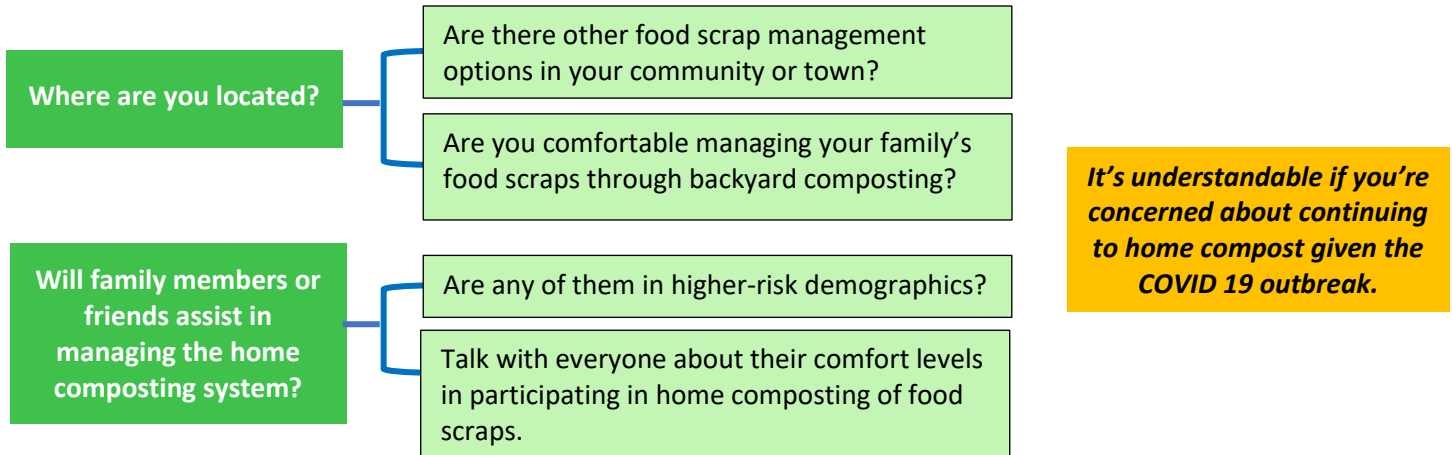 Where are you located?
Are there other food scrap management
options in your community or town?
Are you comfortable managing your family’s
food scraps through backyard composting?
Will family members or
friends assist in
managing the home
composting system?
Are any of them in higher-risk demographics?
Talk with everyone about their comfort levels
in participating in home composting of food
scraps.
It’s understandable if you’re
concerned about continuing
to home compost given the
COVID 19 outbreak.